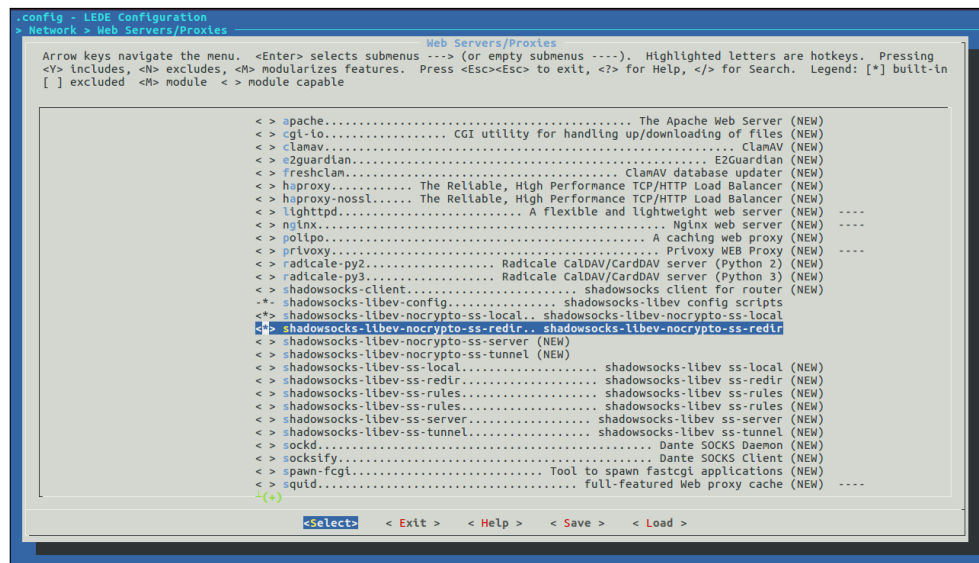 .config - LEDE Configuration
> Network > Web Servers/Proxies
Web Servers/Proxies
Arrow keys navigate the menu.  <Enter> selects submenus ---> (or empty submenus ----).  Highlighted letters are hotkeys.  Pressing
<Y> includes, <N> excludes, <M> modularizes features.  Press <Esc><Esc> to exit, <?> for Help, </> for Search.  Legend: [*] built-in
[ ] excluded  <M> module  < > module capable
< > apache............................................. The Apache Web Server (NEW)
< > cgi-io.................. CGI utility for handling up/downloading of files (NEW)
< > clamav............................................................ ClamAV (NEW)
< > e2guardian.................................................... E2Guardian (NEW)
< > freshclam........................................ ClamAV database updater (NEW)
< > haproxy............ The Reliable, High Performance TCP/HTTP Load Balancer (NEW)
< > haproxy-nossl...... The Reliable, High Performance TCP/HTTP Load Balancer (NEW)
< > lighttpd........................... A flexible and lightweight web server (NEW)  ----
< > nginx................................................... Nginx web server (NEW)  ----
< > polipo............................................... A caching web proxy (NEW)
< > privoxy................................................ Privoxy WEB Proxy (NEW)  ----
< > radicale-py2................... Radicale CalDAV/CardDAV server (Python 2) (NEW)
< > radicale-py3................... Radicale CalDAV/CardDAV server (Python 3) (NEW)
< > shadowsocks-client......................... shadowsocks client for router (NEW)
-*- shadowsocks-libev-config................ shadowsocks-libev config scripts
<*> shadowsocks-libev-nocrypto-ss-local.. shadowsocks-libev-nocrypto-ss-local
<*> shadowsocks-libev-nocrypto-ss-redir.. shadowsocks-libev-nocrypto-ss-redir
< > shadowsocks-libev-nocrypto-ss-server (NEW)
< > shadowsocks-libev-nocrypto-ss-tunnel (NEW)
< > shadowsocks-libev-ss-local.................... shadowsocks-libev ss-local (NEW)
< > shadowsocks-libev-ss-redir.................... shadowsocks-libev ss-redir (NEW)
< > shadowsocks-libev-ss-rules.................... shadowsocks-libev ss-rules (NEW)
< > shadowsocks-libev-ss-rules.................... shadowsocks-libev ss-rules (NEW)
< > shadowsocks-libev-ss-server.................. shadowsocks-libev ss-server (NEW)
< > shadowsocks-libev-ss-tunnel.................. shadowsocks-libev ss-tunnel (NEW)
< > sockd.................................................. Dante SOCKS Daemon (NEW)
< > socksify............................................... Dante SOCKS Client (NEW)
< > spawn-fcgi................................ Tool to spawn fastcgi applications (NEW)
< > squid...................................... full-featured Web proxy cache (NEW)  ----
┴(+)
<Select>    < Exit >    < Help >    < Save >    < Load >